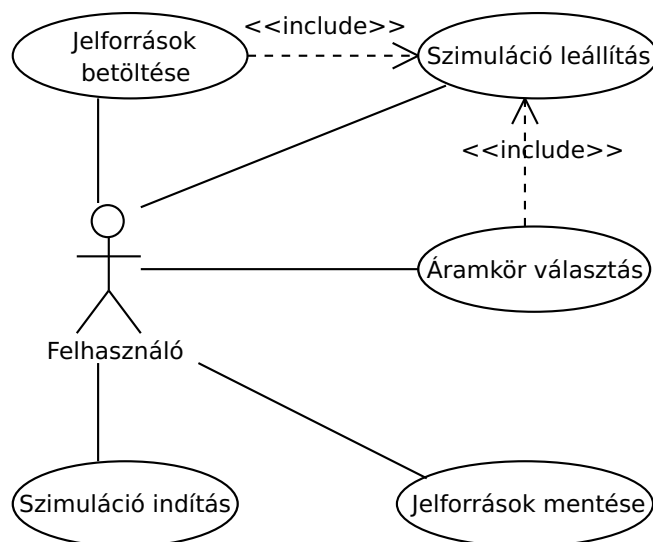 Jelforrások
betöltése
<<include>>
Szimuláció leállítás
<<include>>
Áramkör választás
Felhasználó
Szimuláció indítás
Jelforrások mentése